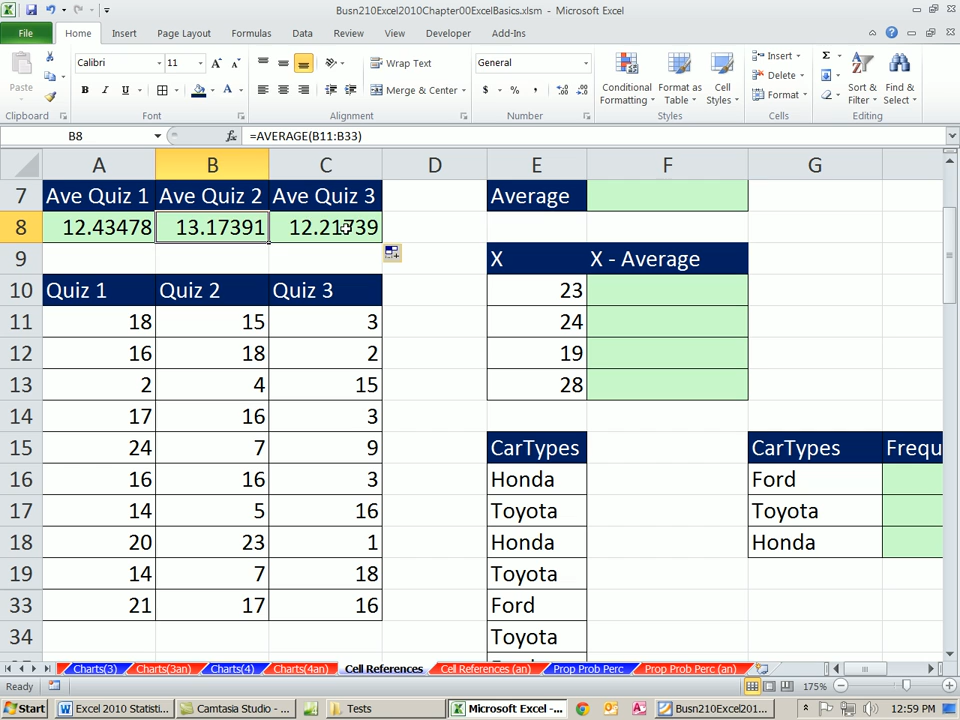 Busn210Excel2010Chapter00ExcelBasics.xlsm - Microsoft Excel
File Home Insert Page Layout Formulas Data Review View Developer Add-Ins
Calibri 11 Wrap Text General Insert
Paste Merge & Center Conditional Formatting Format as Table Cell Styles Delete Format Sort & Filter Find & Select
Clipboard Font Alignment Number Styles Cells Editing
B8 fx =AVERAGE(B11:B33)
A B C D E F G
7 Ave Quiz 1 Ave Quiz 2 Ave Quiz 3 Average
8 12.43478 13.17391 12.21739
9 X X - Average
10 Quiz 1 Quiz 2 Quiz 3 23
11 18 15 3 24
12 16 18 2 19
13 2 4 15 28
14 17 16 3
15 24 7 9 CarTypes CarTypes Frequ
16 16 16 3 Honda Ford
17 14 5 16 Toyota Toyota
18 20 23 1 Honda Honda
19 14 7 18 Toyota
33 21 17 16 Ford
34 Toyota
Charts(3) Charts(3an) Charts(4) Charts(4an) Cell References Cell References (an) Prop Prob Perc Prop Prob Perc (an)
Ready 175%
Start Excel 2010 Statisti... Camtasia Studio - ... Tests Microsoft Excel -... Busn210Excel201... 12:59 PM